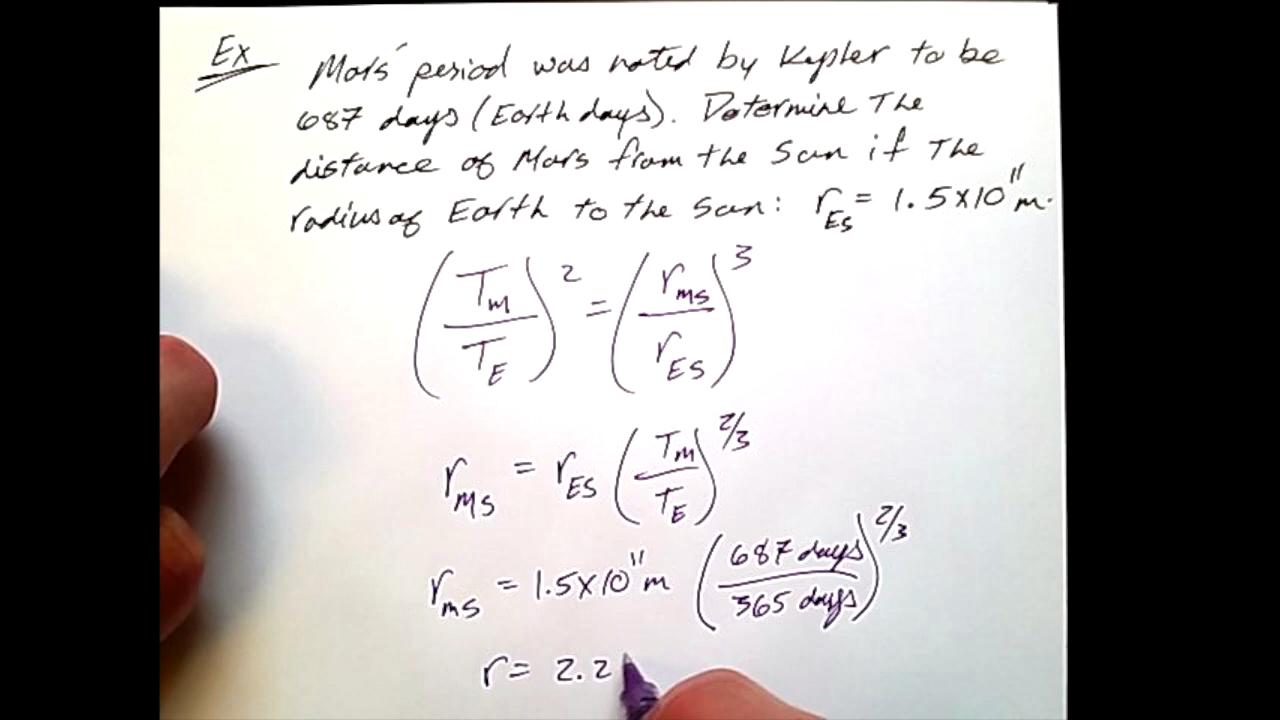 Ex Mars' period was noted by Kepler to be
687 days (Earth days). Determine The
distance of Mars from the Sun if The
radius of Earth to the Sun: r_ES = 1.5x10^11 m.
(T_M / T_E)^2 = (r_MS / r_ES)^3
r_MS = r_ES (T_M / T_E)^2/3
r_MS = 1.5x10^11 m (687 days / 365 days)^2/3
r = 2.2